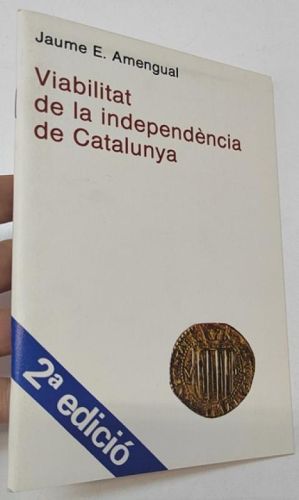 Jaume E. Amengual
Viabilitat
de la independència
de Catalunya
2ª edició